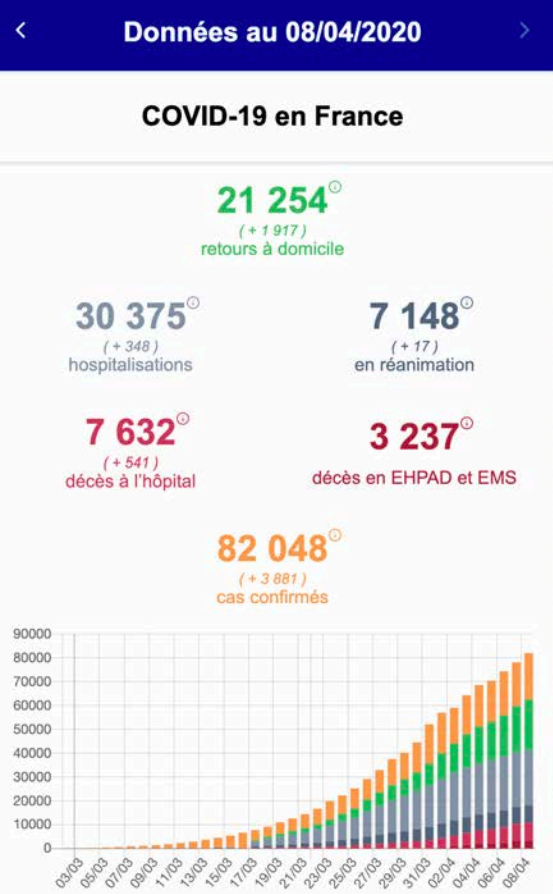 Données au 08/04/2020
COVID-19 en France
21 254
(+ 1 917)
retours à domicile
30 375
(+ 348)
hospitalisations
7 148
(+ 17)
en réanimation
7 632
(+ 541)
décès à l'hôpital
3 237
décès en EHPAD et EMS
82 048
(+ 3 881)
cas confirmés
90000
80000
70000
60000
50000
40000
30000
20000
10000
0
03/03 05/03 07/03 09/03 11/03 13/03 15/03 17/03 19/03 21/03 23/03 25/03 27/03 29/03 31/03 02/04 04/04 06/04 08/04